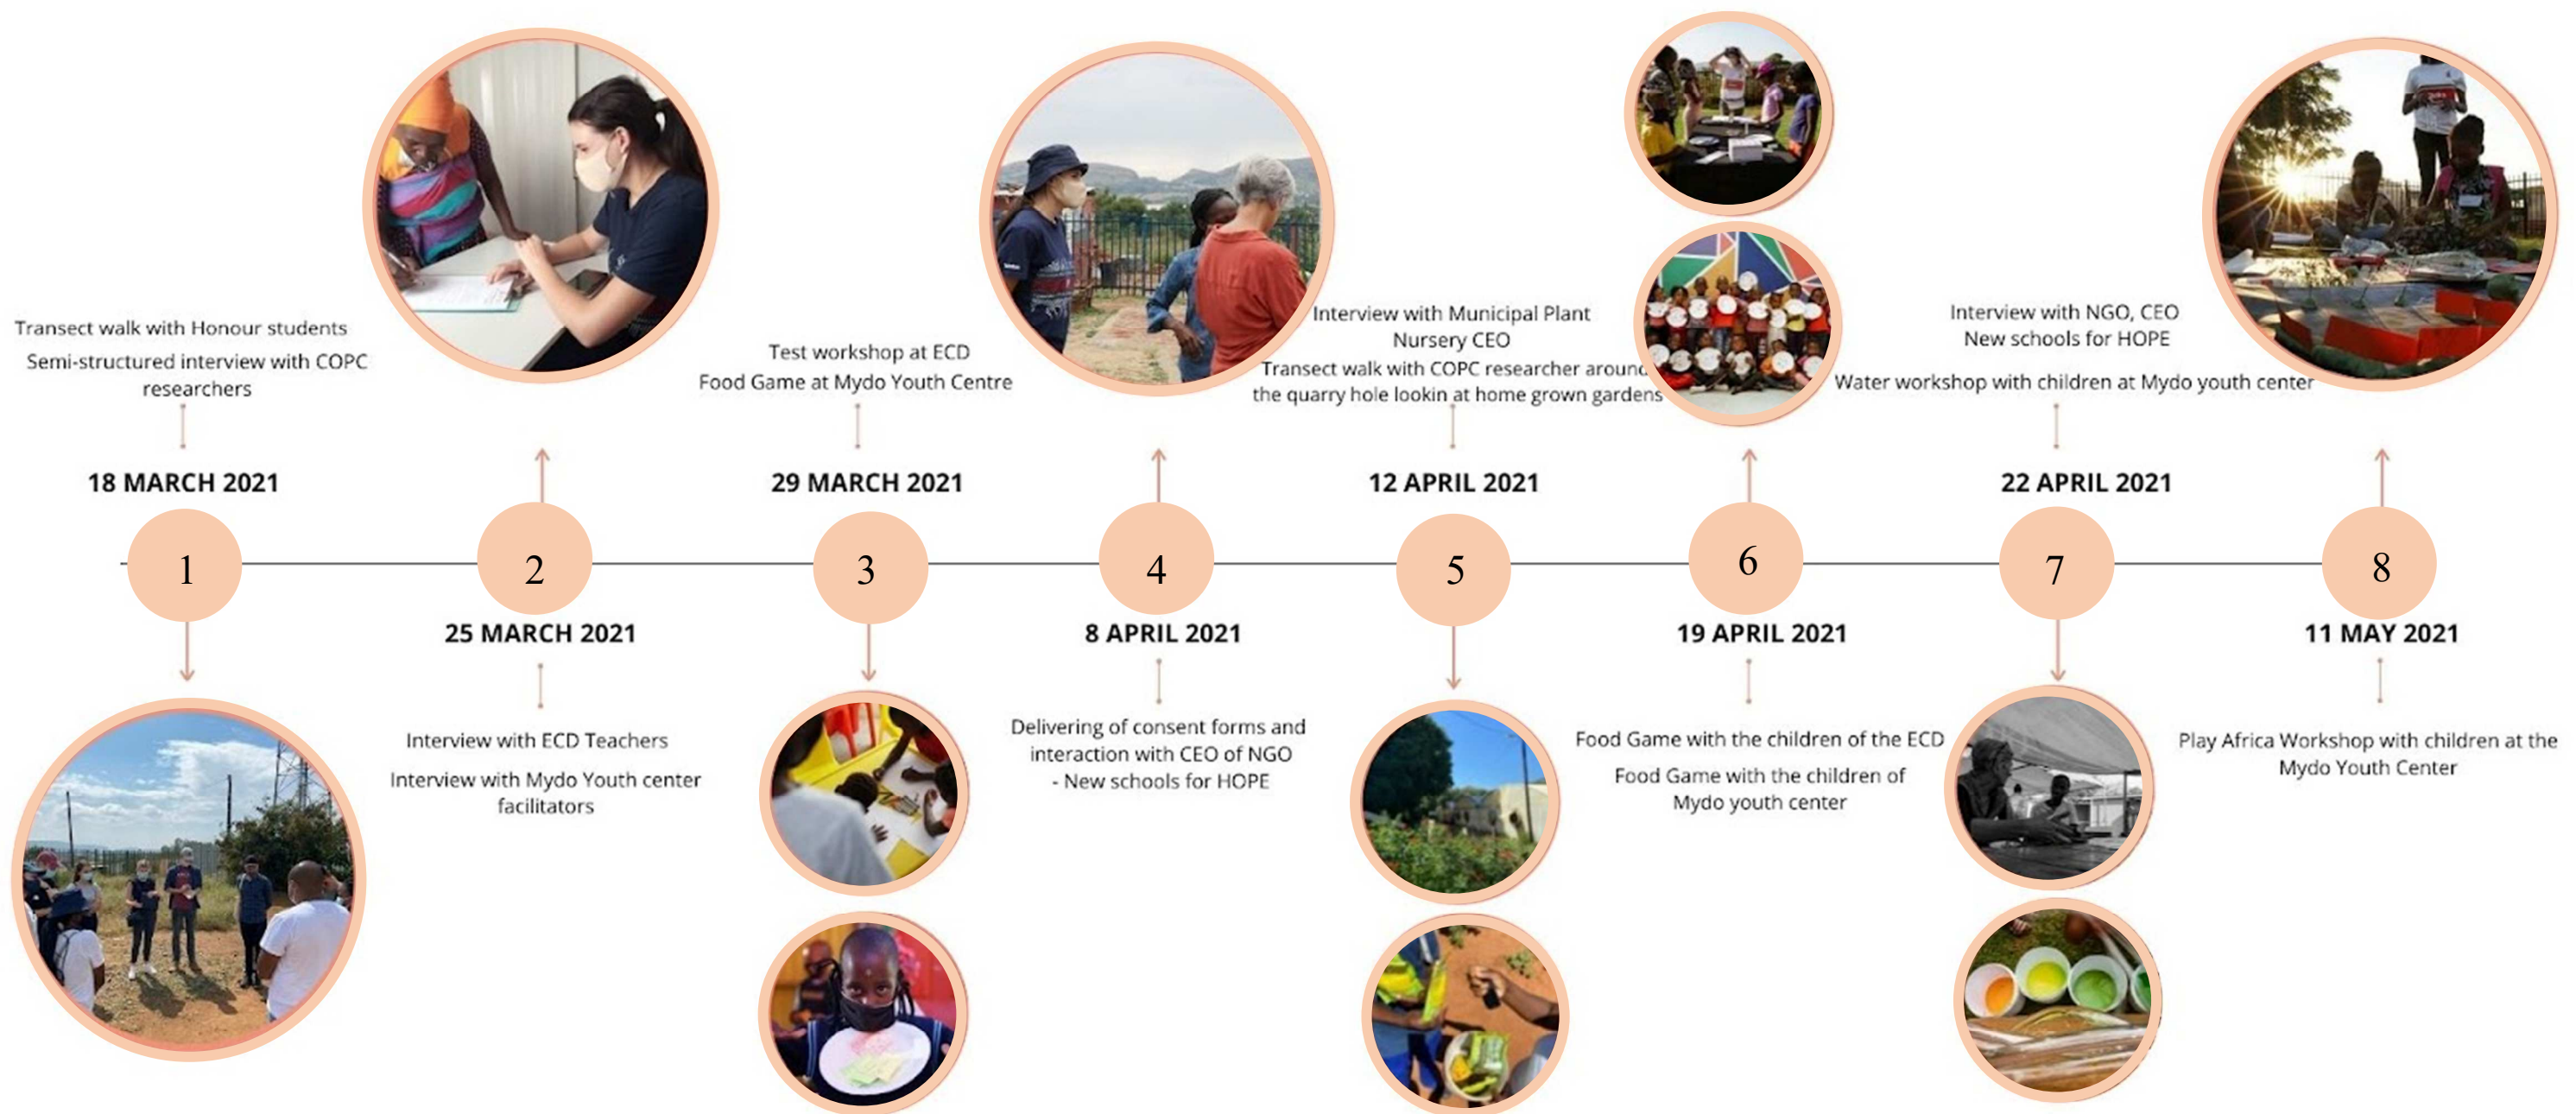 Transect walk with Honour students
Semi-structured interview with COPC
researchers
18 MARCH 2021
1
2
25 MARCH 2021
Interview with ECD Teachers
Interview with Mydo Youth center
facilitators
Test workshop at ECD
Food Game at Mydo Youth Centre
29 MARCH 2021
3
4
8 APRIL 2021
Delivering of consent forms and
interaction with CEO of NGO
- New schools for HOPE
Interview with Municipal Plant
Nursery CEO
Transect walk with COPC researcher around
the quarry hole lookin at home grown gardens
12 APRIL 2021
5
6
19 APRIL 2021
Food Game with the children of the ECD
Food Game with the children of
Mydo youth center
Interview with NGO, CEO
New schools for HOPE
Water workshop with children at Mydo youth center
22 APRIL 2021
7
8
11 MAY 2021
Play Africa Workshop with children at the
Mydo Youth Center